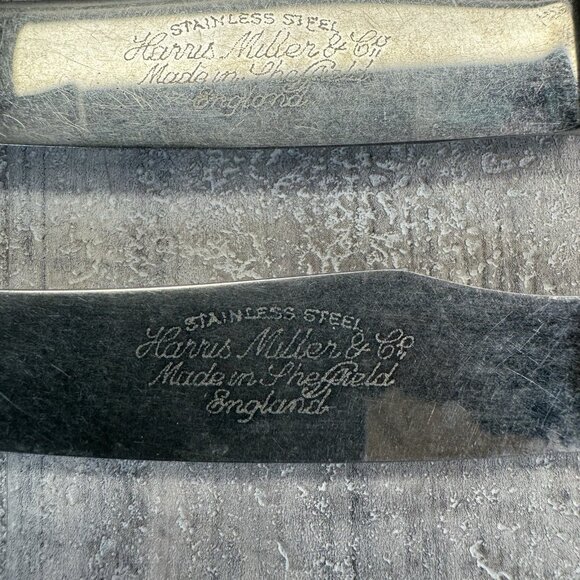 STAINLESS STEEL
Harris Miller & Co
Made in Sheffield
England
STAINLESS STEEL
Harris Miller & Co
Made in Sheffield
England